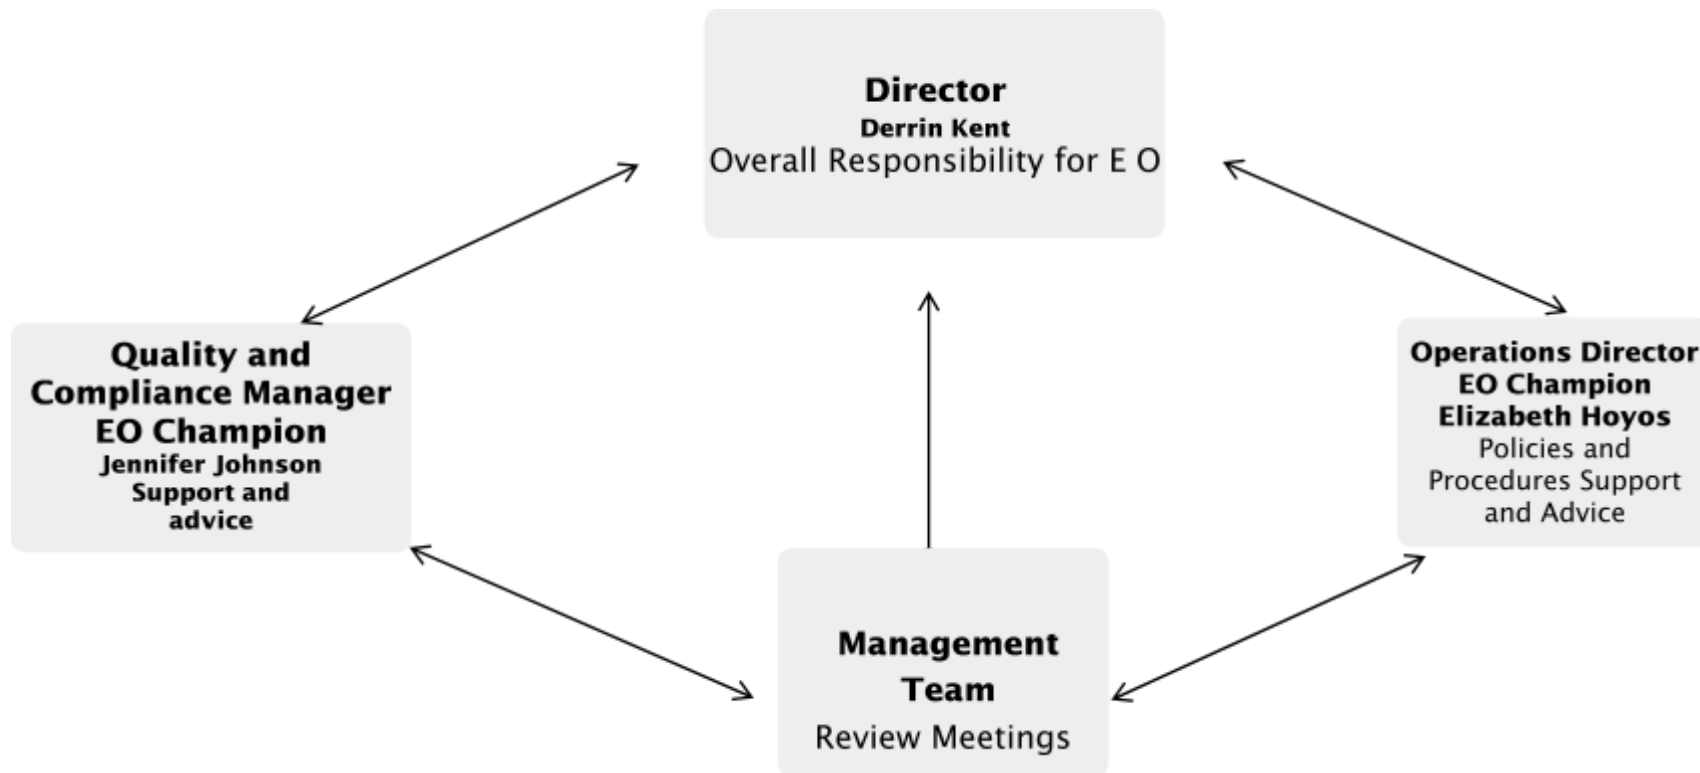 Director
Derrin Kent
Overall Responsibility for E O
Quality and
Compliance Manager
EO Champion
Jennifer Johnson
Support and
advice
Operations Director
EO Champion
Elizabeth Hoyos
Policies and
Procedures Support
and Advice
Management
Team
Review Meetings